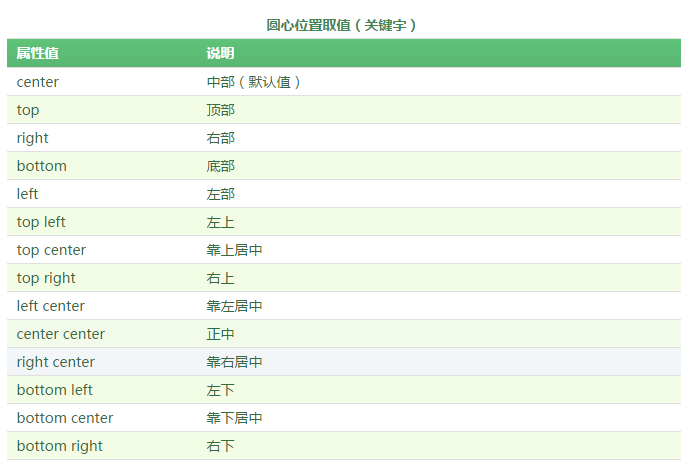 圆心位置取值（关键字）
属性值 说明
center 中部（默认值）
top 顶部
right 右部
bottom 底部
left 左部
top left 左上
top center 靠上居中
top right 右上
left center 靠左居中
center center 正中
right center 靠右居中
bottom left 左下
bottom center 靠下居中
bottom right 右下